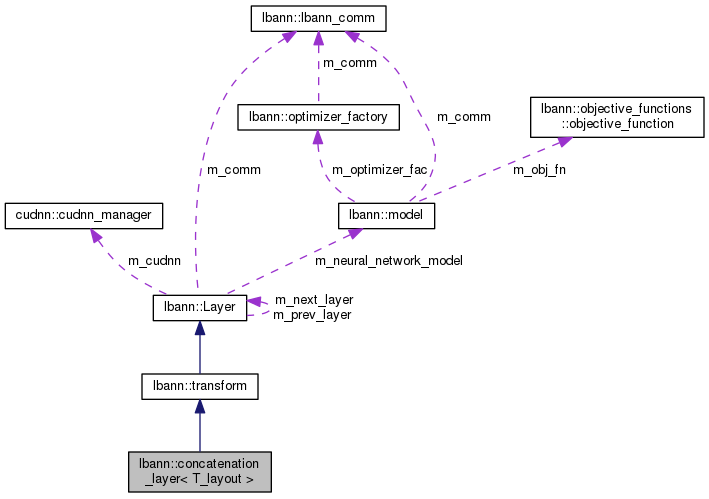 lbann::lbann_comm
m_comm
lbann::optimizer_factory
lbann::objective_functions
::objective_function
m_comm
m_comm
m_optimizer_fac
m_obj_fn
cudnn::cudnn_manager
lbann::model
m_cudnn
m_neural_network_model
lbann::Layer
m_next_layer
m_prev_layer
lbann::transform
lbann::concatenation
_layer< T_layout >